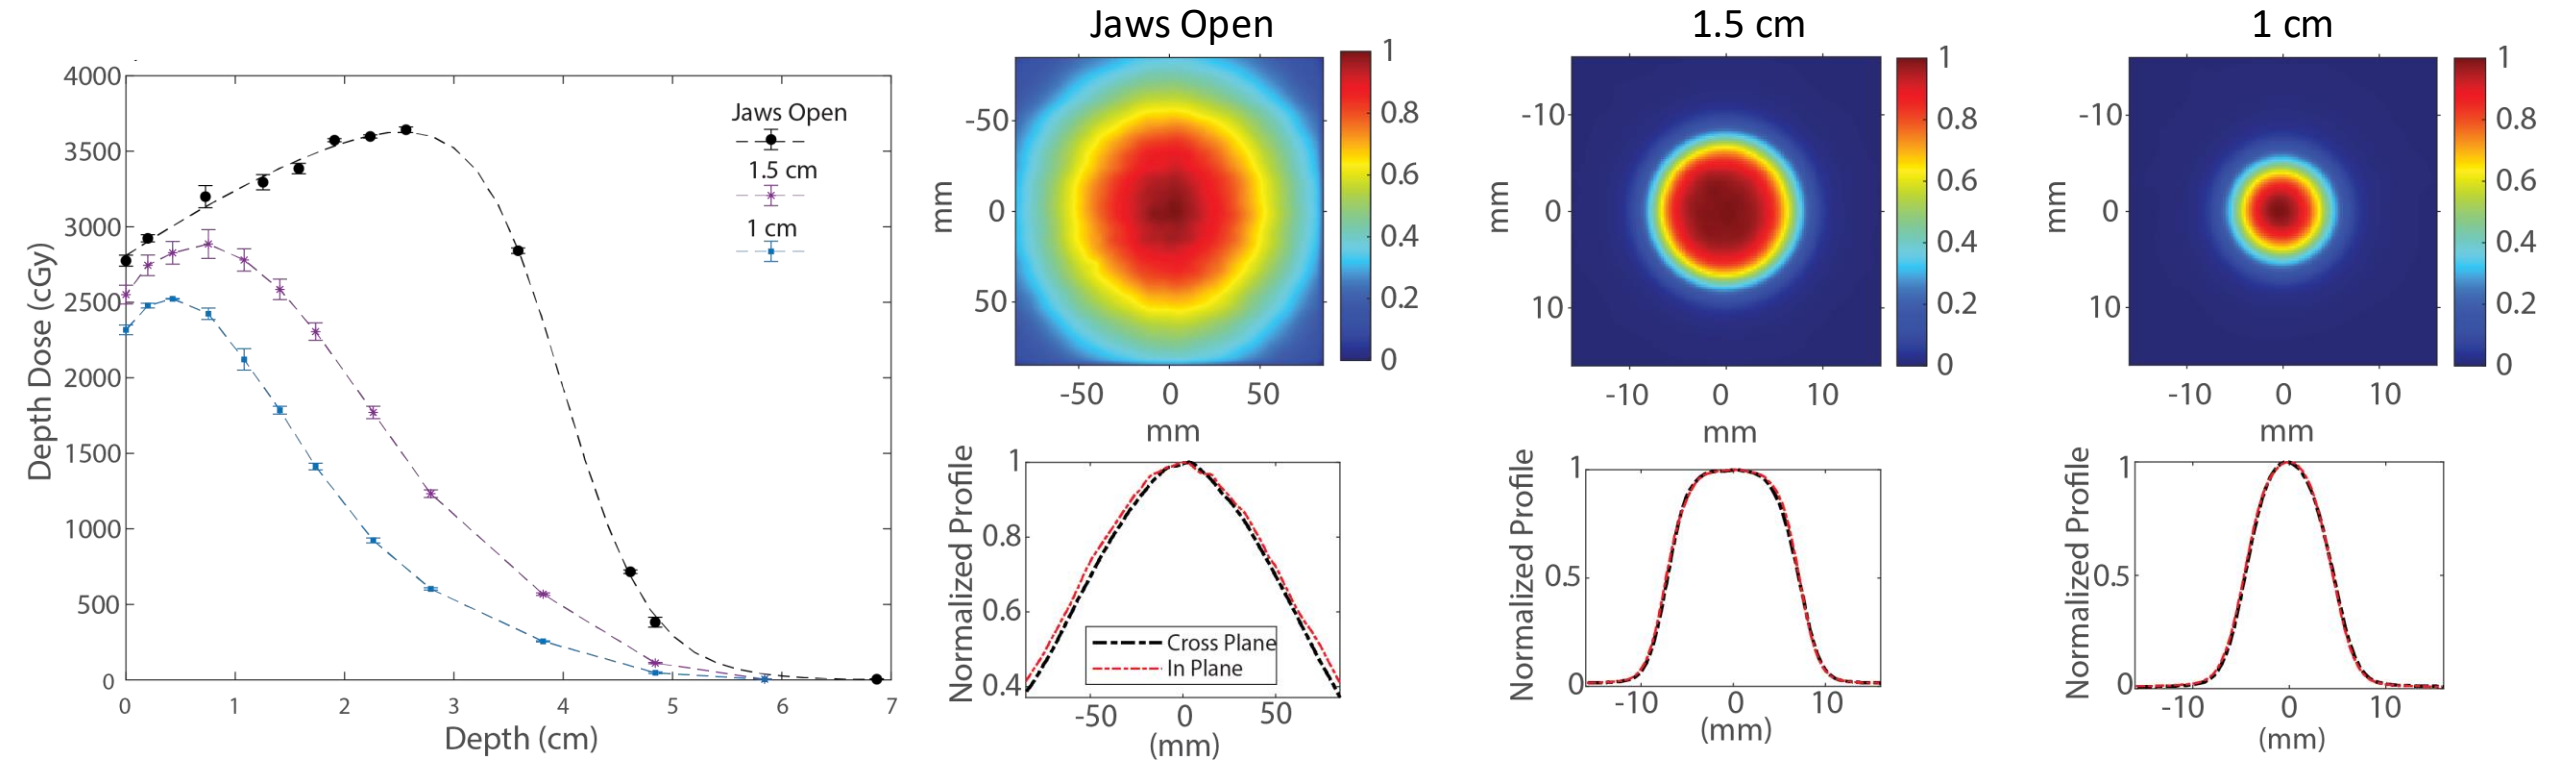 Jaws Open
1.5 cm
1 cm
Depth Dose (cGy)
4000
3500
3000
2500
2000
1500
1000
500
0
0 1 2 3 4 5 6 7
Depth (cm)
Jaws Open
1.5 cm
1 cm
mm
-50
0
50
-50 0 50
mm
1
0.8
0.6
0.4
0.2
0
mm
-10
0
10
-10 0 10
mm
1
0.8
0.6
0.4
0.2
0
mm
-10
0
10
-10 0 10
mm
1
0.8
0.6
0.4
0.2
0
Normalized Profile
1
0.8
0.6
0.4
Cross Plane
In Plane
-50 0 50
(mm)
Normalized Profile
1
0.5
0
-10 0 10
(mm)
Normalized Profile
1
0.5
0
-10 0 10
(mm)